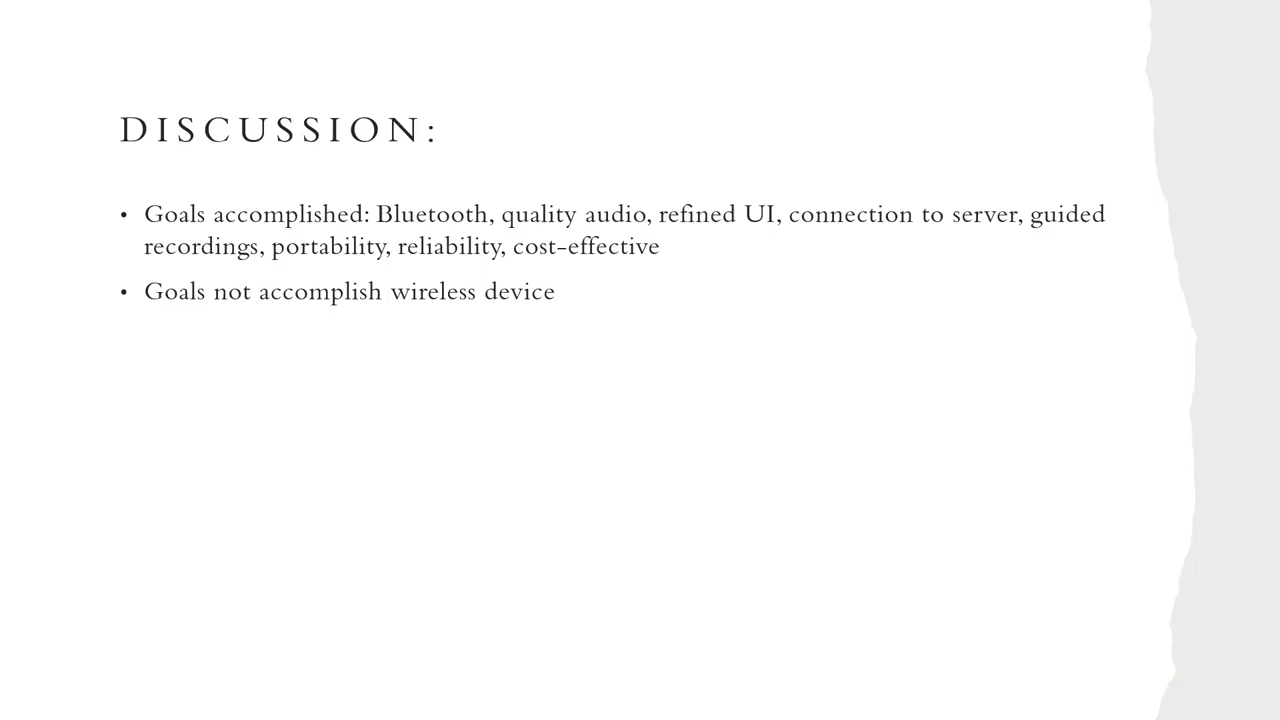 DISCUSSION:
• Goals accomplished: Bluetooth, quality audio, refined UI, connection to server, guided
recordings, portability, reliability, cost-effective
• Goals not accomplish wireless device